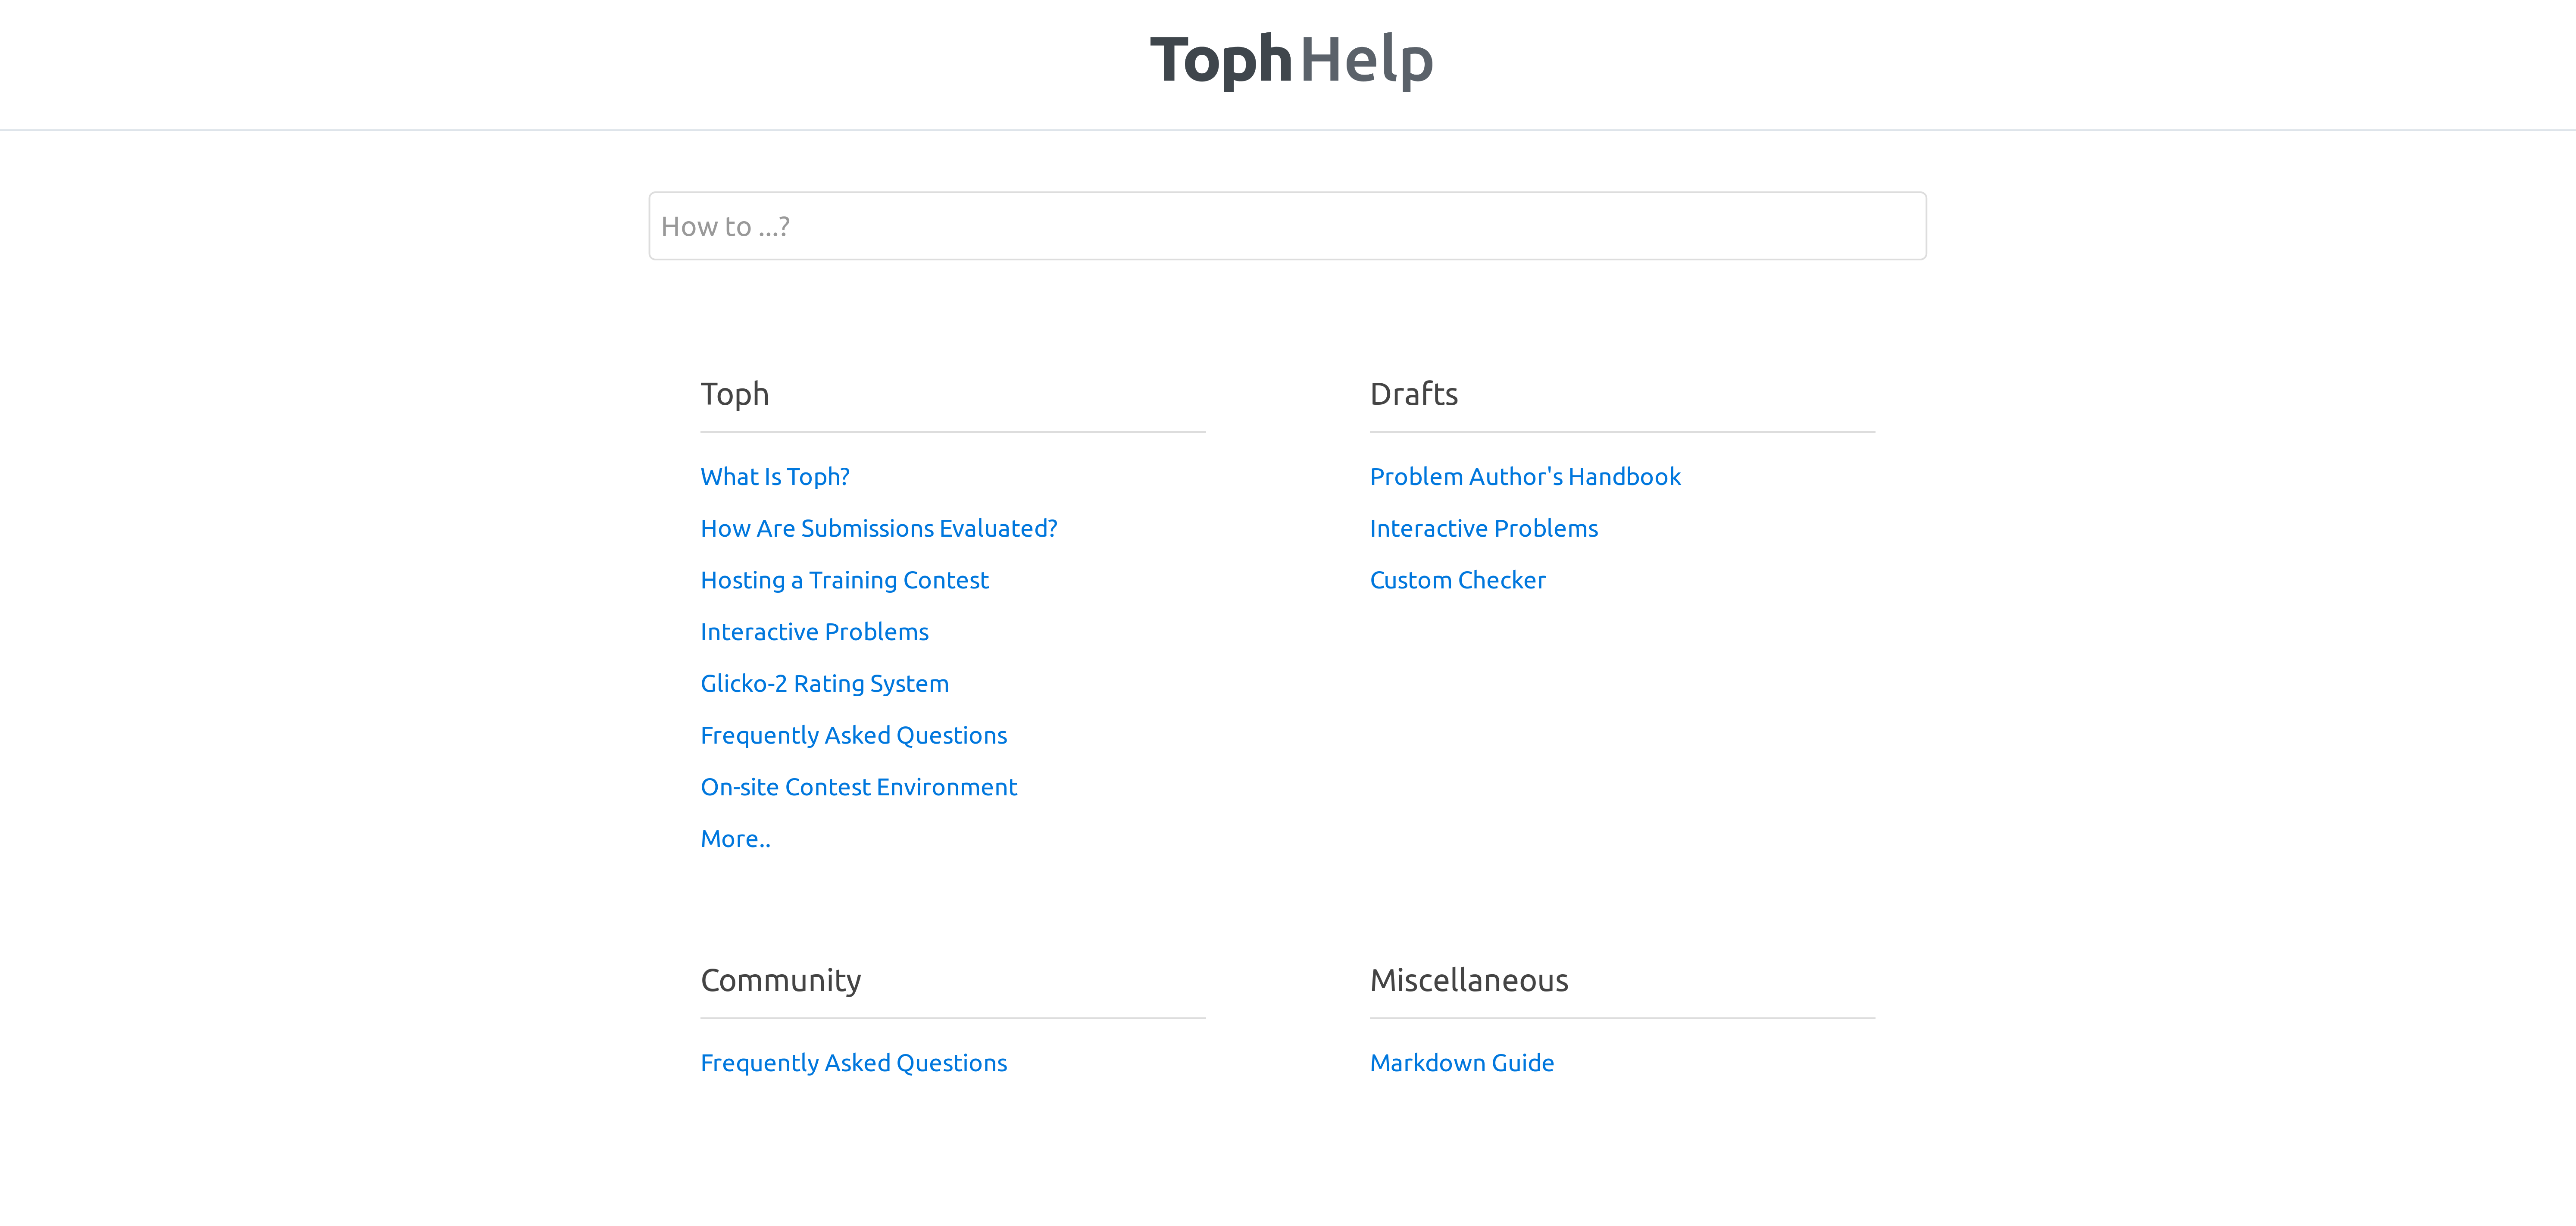 Toph Help
How to ...?
Toph
What Is Toph?
How Are Submissions Evaluated?
Hosting a Training Contest
Interactive Problems
Glicko-2 Rating System
Frequently Asked Questions
On-site Contest Environment
More..
Drafts
Problem Author's Handbook
Interactive Problems
Custom Checker
Community
Frequently Asked Questions
Miscellaneous
Markdown Guide